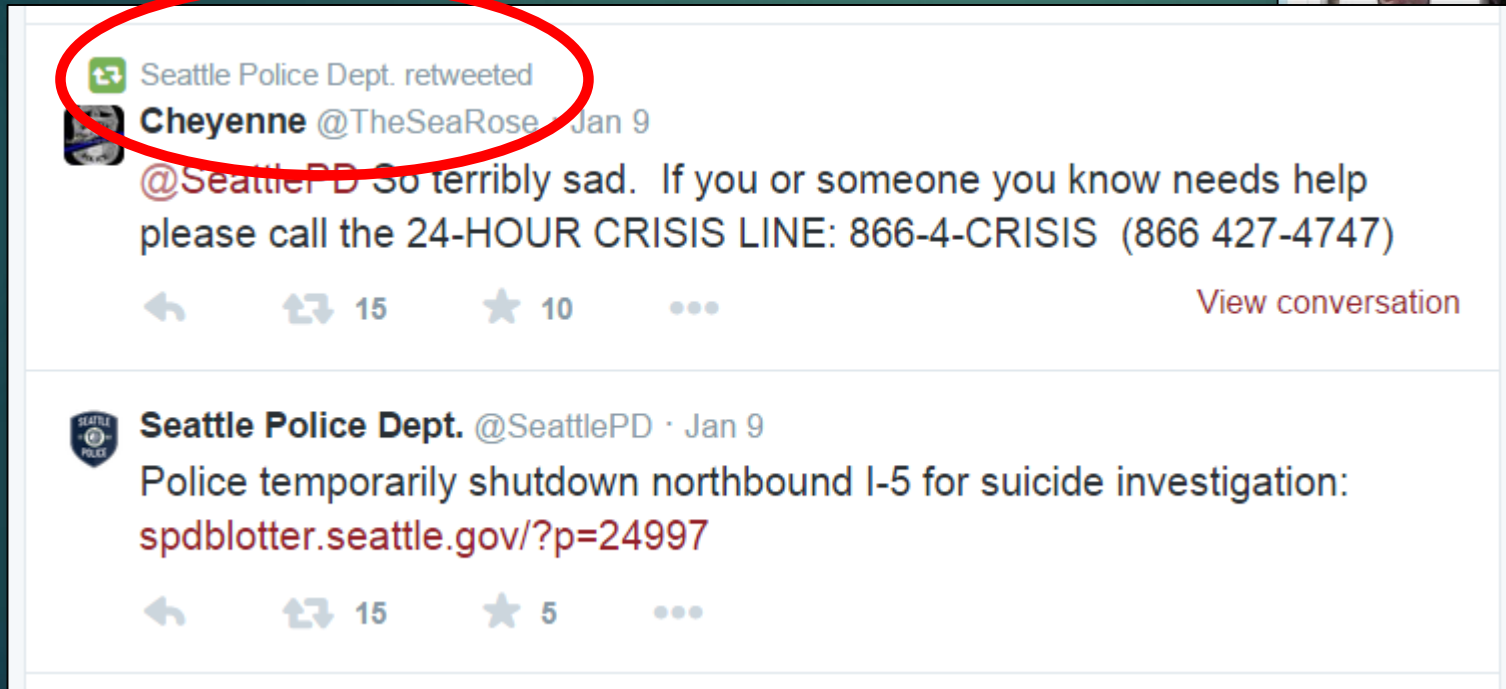 Seattle Police Dept. retweeted
Cheyenne @TheSeaRose · Jan 9
@SeattlePD So terribly sad.  If you or someone you know needs help
please call the 24-HOUR CRISIS LINE: 866-4-CRISIS  (866 427-4747)
15 10 View conversation
SEATTLE POLICE
Seattle Police Dept. @SeattlePD · Jan 9
Police temporarily shutdown northbound I-5 for suicide investigation:
spdblotter.seattle.gov/?p=24997
15 5